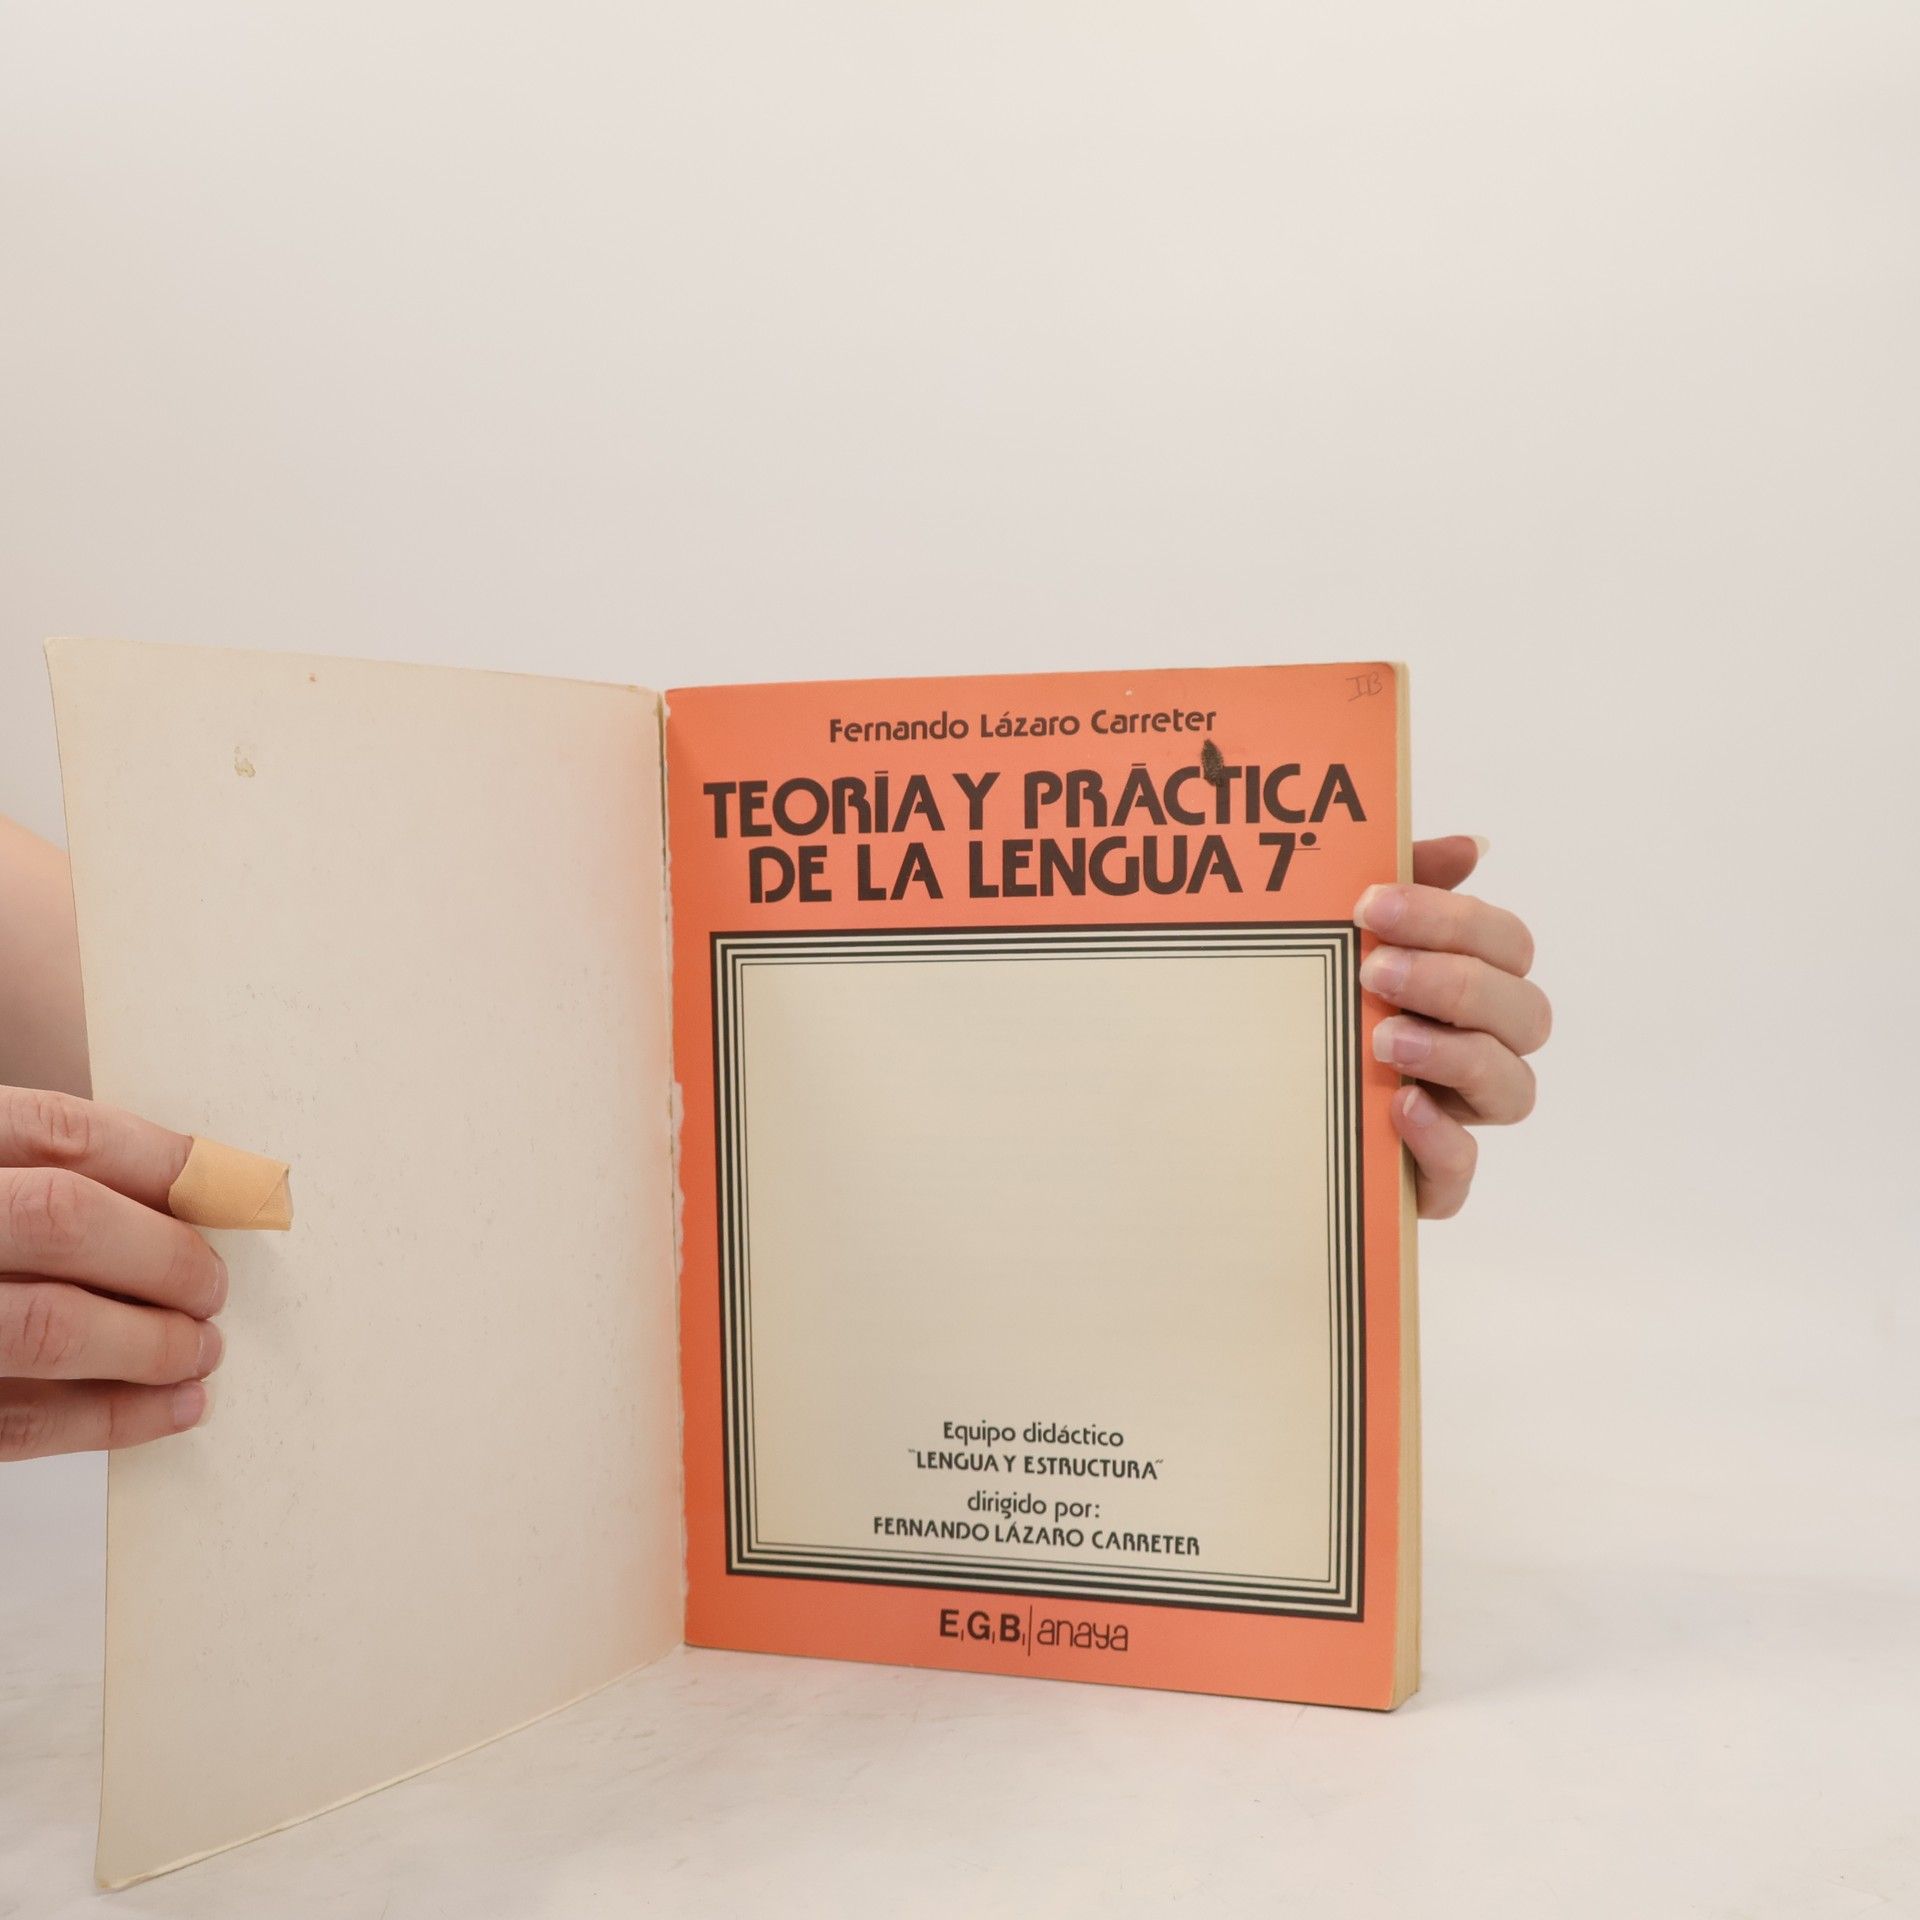 IB
Fernando Lázaro Carreter
TEORÍA Y PRÁCTICA
DE LA LENGUA 7º
Equipo didáctico
"LENGUA Y ESTRUCTURA"
dirigido por:
FERNANDO LÁZARO CARRETER
E.G.B. anaya